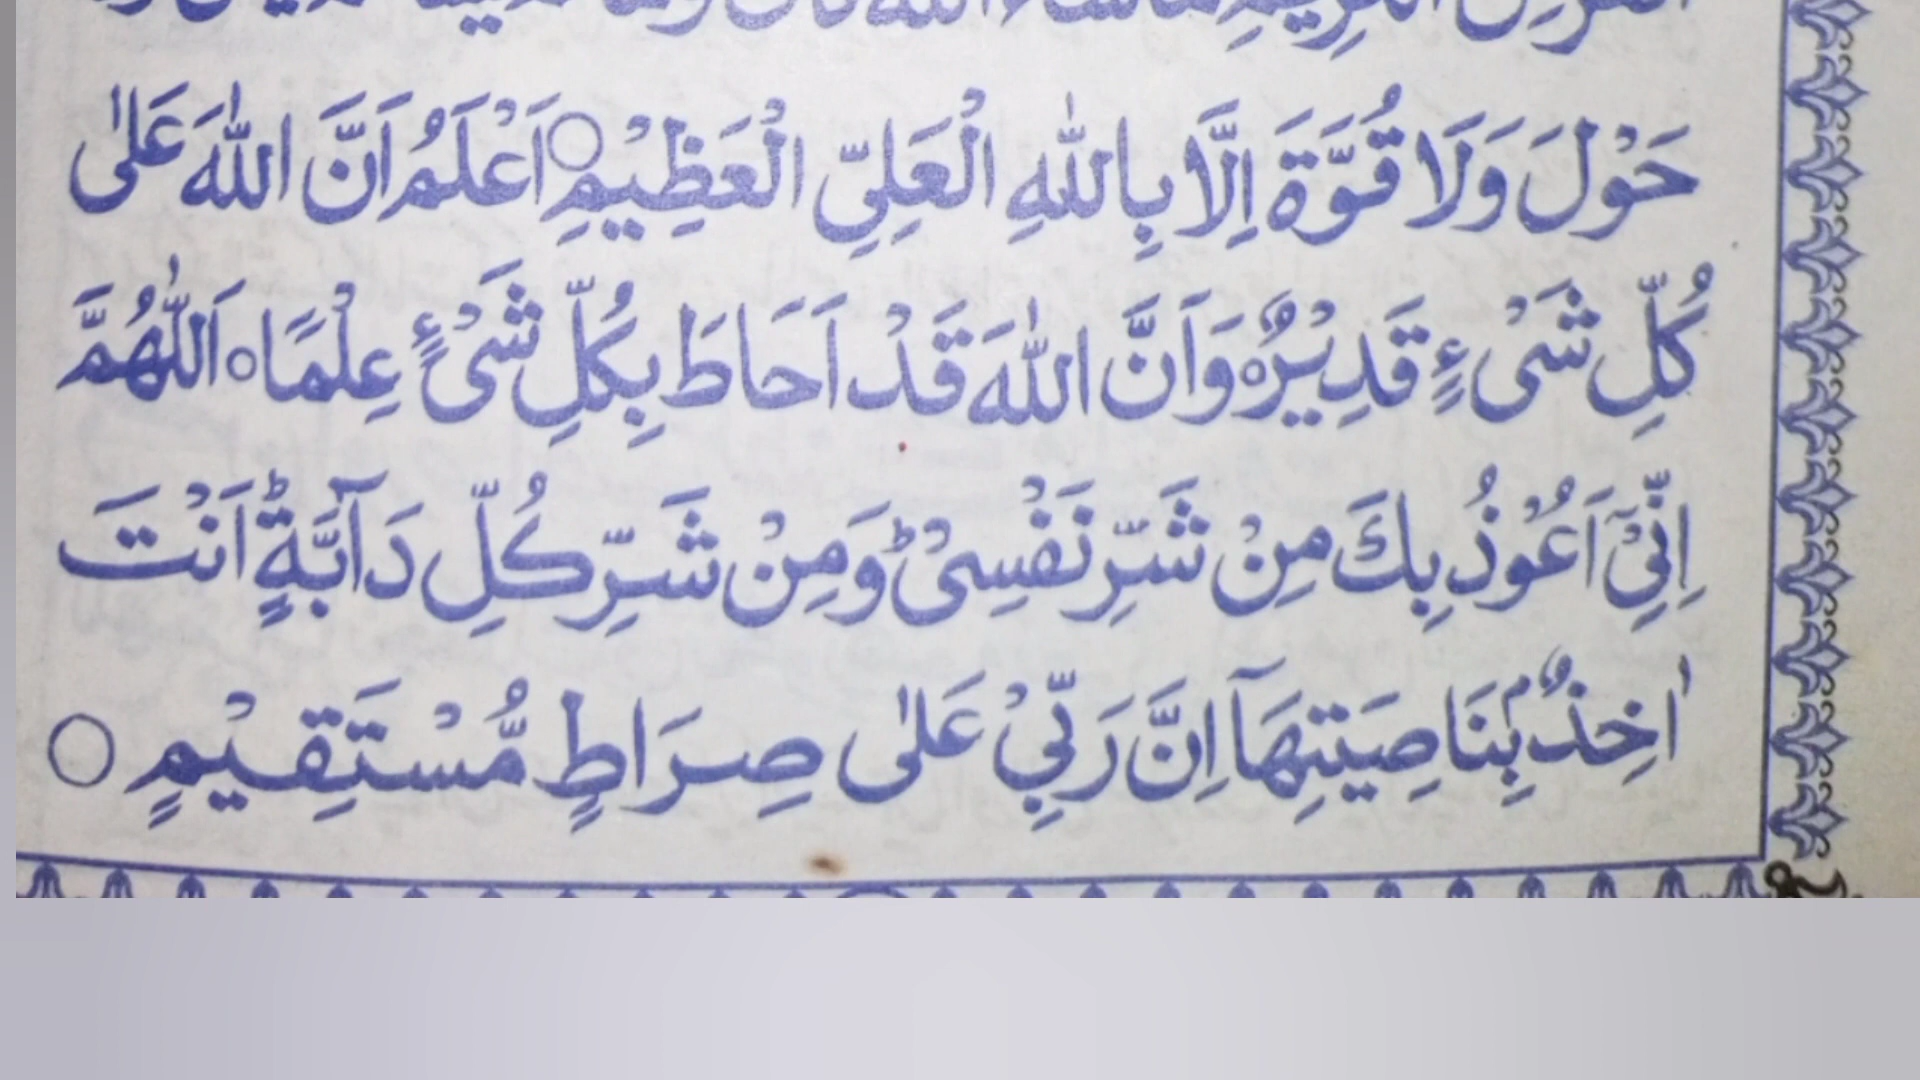 حَوْلَ وَلَا قُوَّةَ اِلَّا بِاللّٰهِ الْعَلِيِّ الْعَظِيْمِ○ اَعْلَمُ اَنَّ اللّٰهَ عَلٰى
كُلِّ شَیْءٍ قَدِيْرٌ○ وَاَنَّ اللّٰهَ قَدْ اَحَاطَ بِكُلِّ شَیْءٍ عِلْمًا○ اَللّٰهُمَّ
اِنِّیْٓ اَعُوْذُ بِكَ مِنْ شَرِّ نَفْسِیْ ؕ وَمِنْ شَرِّ كُلِّ دَآبَّةٍ ؕ اَنْتَ
اٰخِذٌۢ بِنَاصِيَتِهَآ اِنَّ رَبِّیْ عَلٰى صِرَاطٍ مُّسْتَقِيْمٍ○